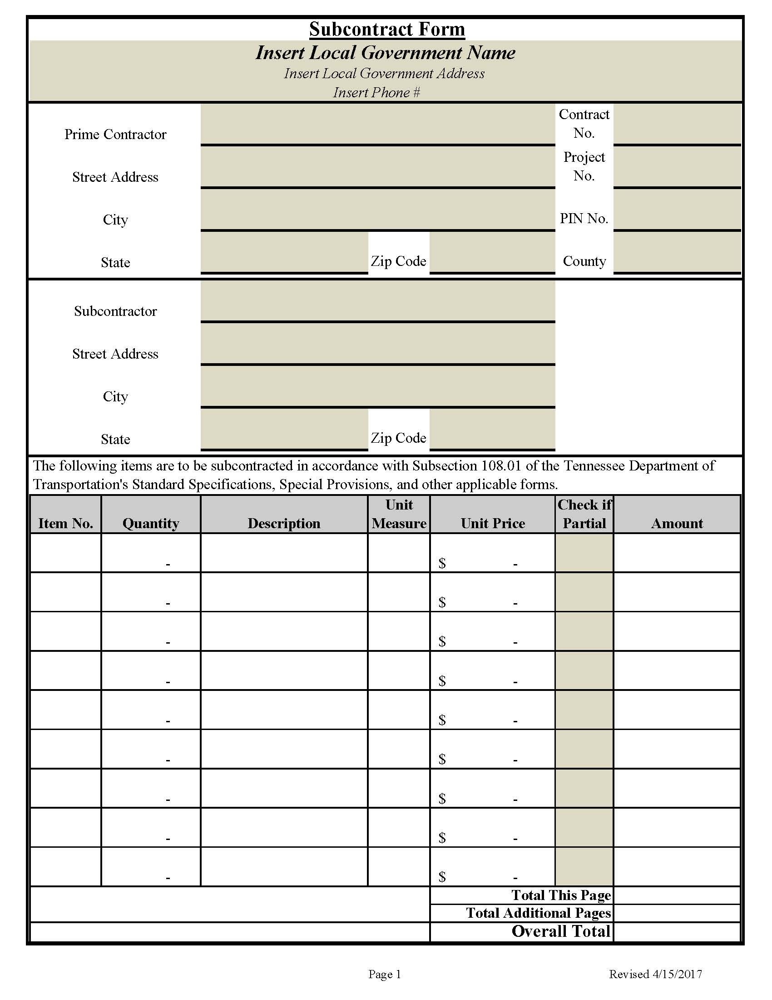 Subcontract Form
Insert Local Government Name
Insert Local Government Address
Insert Phone #
Prime Contractor
Contract
No.
Street Address
Project
No.
City
PIN No.
State
Zip Code
County
Subcontractor
Street Address
City
State
Zip Code
The following items are to be subcontracted in accordance with Subsection 108.01 of the Tennessee Department of
Transportation's Standard Specifications, Special Provisions, and other applicable forms.
Item No.
Quantity
Description
Unit
Measure
Unit Price
Check if
Partial
Amount
- $ -
- $ -
- $ -
- $ -
- $ -
- $ -
- $ -
- $ -
- $ -
Total This Page
Total Additional Pages
Overall Total
Page 1
Revised 4/15/2017